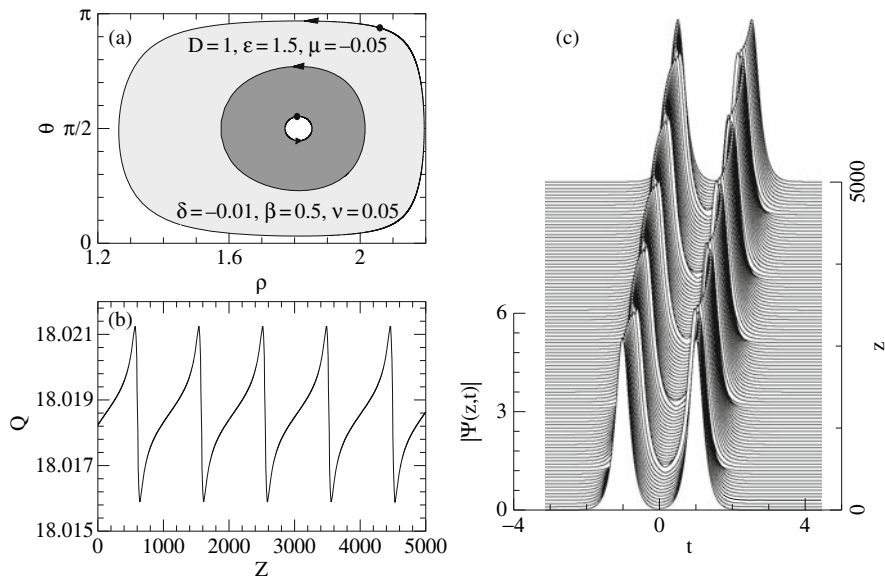 (a)
D = 1, ε = 1.5, μ = –0.05
δ = –0.01, β = 0.5, ν = 0.05
π
π/2
0
θ
1.2
1.6
2
ρ
(b)
18.021
18.019
18.017
18.015
Q
0
1000
2000
3000
4000
5000
Z
(c)
6
3
0
|Ψ(z,t)|
−4
0
4
t
5000
0
z